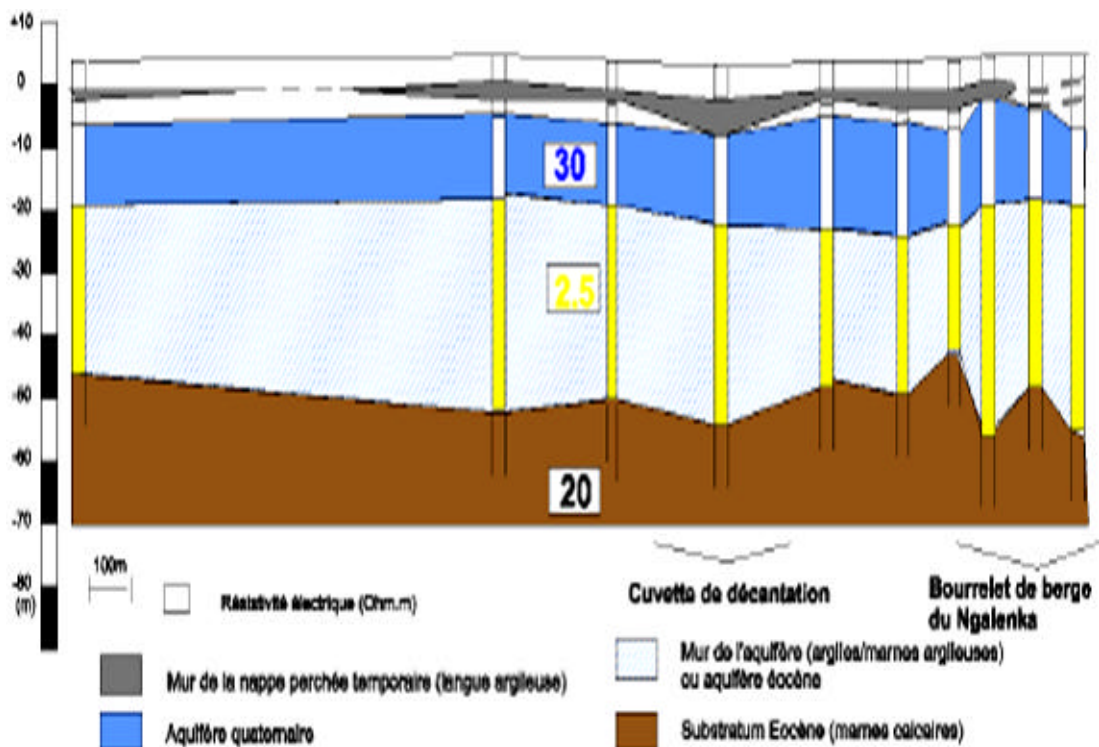 +10
0
-10
-20
-30
-40
-50
-60
-70
-80
(m)
30
2.5
20
100m
Résistivité électrique (Ohm.m)
Cuvette de décantation
Bourrelet de berge
du Ngalenka
Mur de la nappe perchée temporaire (langue argileuse)
Mur de l'aquifère (argiles/marnes argileuses)
ou aquifère éocène
Aquifère quaternaire
Substratum Eocène (marnes calcaires)